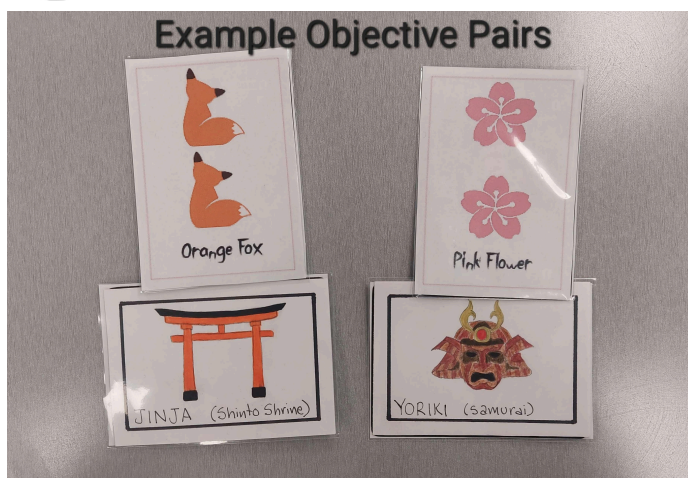 Example Objective Pairs
Orange Fox
Pink Flower
JINJA (Shinto Shrine)
YORIKI (samurai)